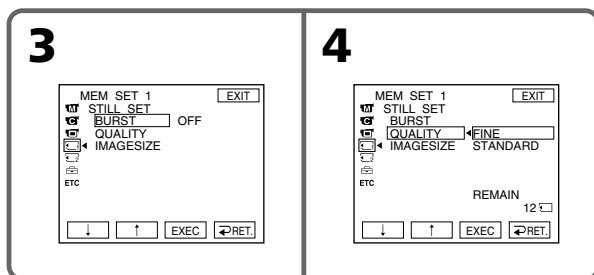 3
MEM SET 1 EXIT
STILL SET
BURST OFF
QUALITY
IMAGESIZE
ETC
↓ ↑ EXEC RET.
4
MEM SET 1 EXIT
STILL SET
BURST
QUALITY FINE
IMAGESIZE STANDARD
ETC
REMAIN
12
↓ ↑ EXEC RET.